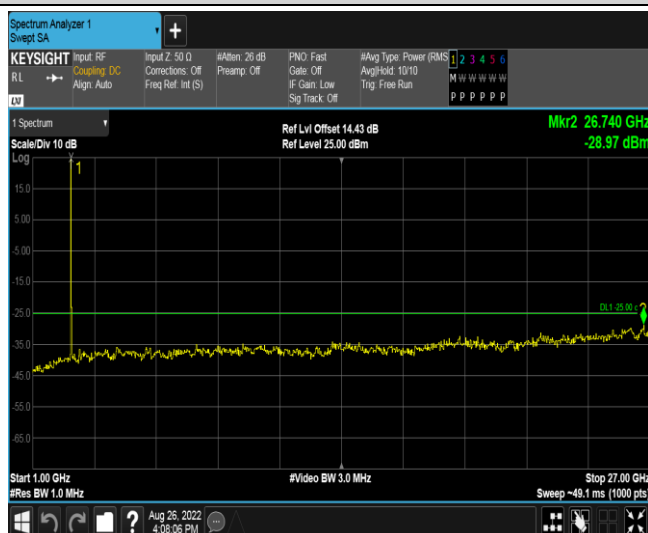 Spectrum Analyzer 1
Swept SA
+
KEYSIGHT
RL
LXI
Input: RF
Coupling: DC
Align: Auto
Input Z: 50 Ω
Corrections: Off
Freq Ref: Int (S)
#Atten: 26 dB
Preamp: Off
PNO: Fast
Gate: Off
IF Gain: Low
Sig Track: Off
#Avg Type: Power (RMS
Avg|Hold: 10/10
Trig: Free Run
1 2 3 4 5 6
M W W W W W
P P P P P P
1 Spectrum
Scale/Div 10 dB
Log
Ref Lvl Offset 14.43 dB
Ref Level 25.00 dBm
Mkr2 26.740 GHz
-28.97 dBm
1
15.0
5.00
-5.00
-15.0
-25.0
DL1 -25.00
2
-35.0
-45.0
-55.0
-65.0
Start 1.00 GHz
#Res BW 1.0 MHz
#Video BW 3.0 MHz
Stop 27.00 GHz
Sweep ~49.1 ms (1000 pts)
?
Aug 26, 2022
4:08:06 PM